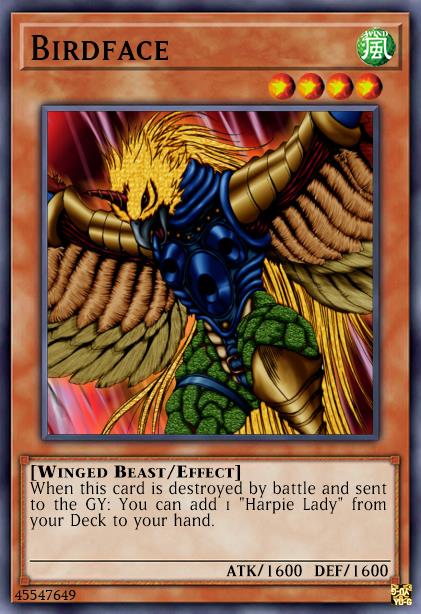 BIRDFACE
WIND
風
[WINGED BEAST/EFFECT]
When this card is destroyed by battle and sent
to the GY: You can add 1 "Harpie Lady" from
your Deck to your hand.
ATK/1600 DEF/1600
45547649